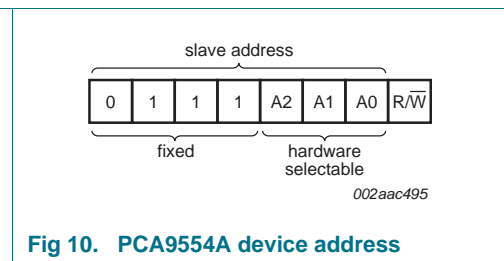 slave address
0 1 1 1 A2 A1 A0 R/W̅
fixed
hardware
selectable
002aac495
Fig 10. PCA9554A device address